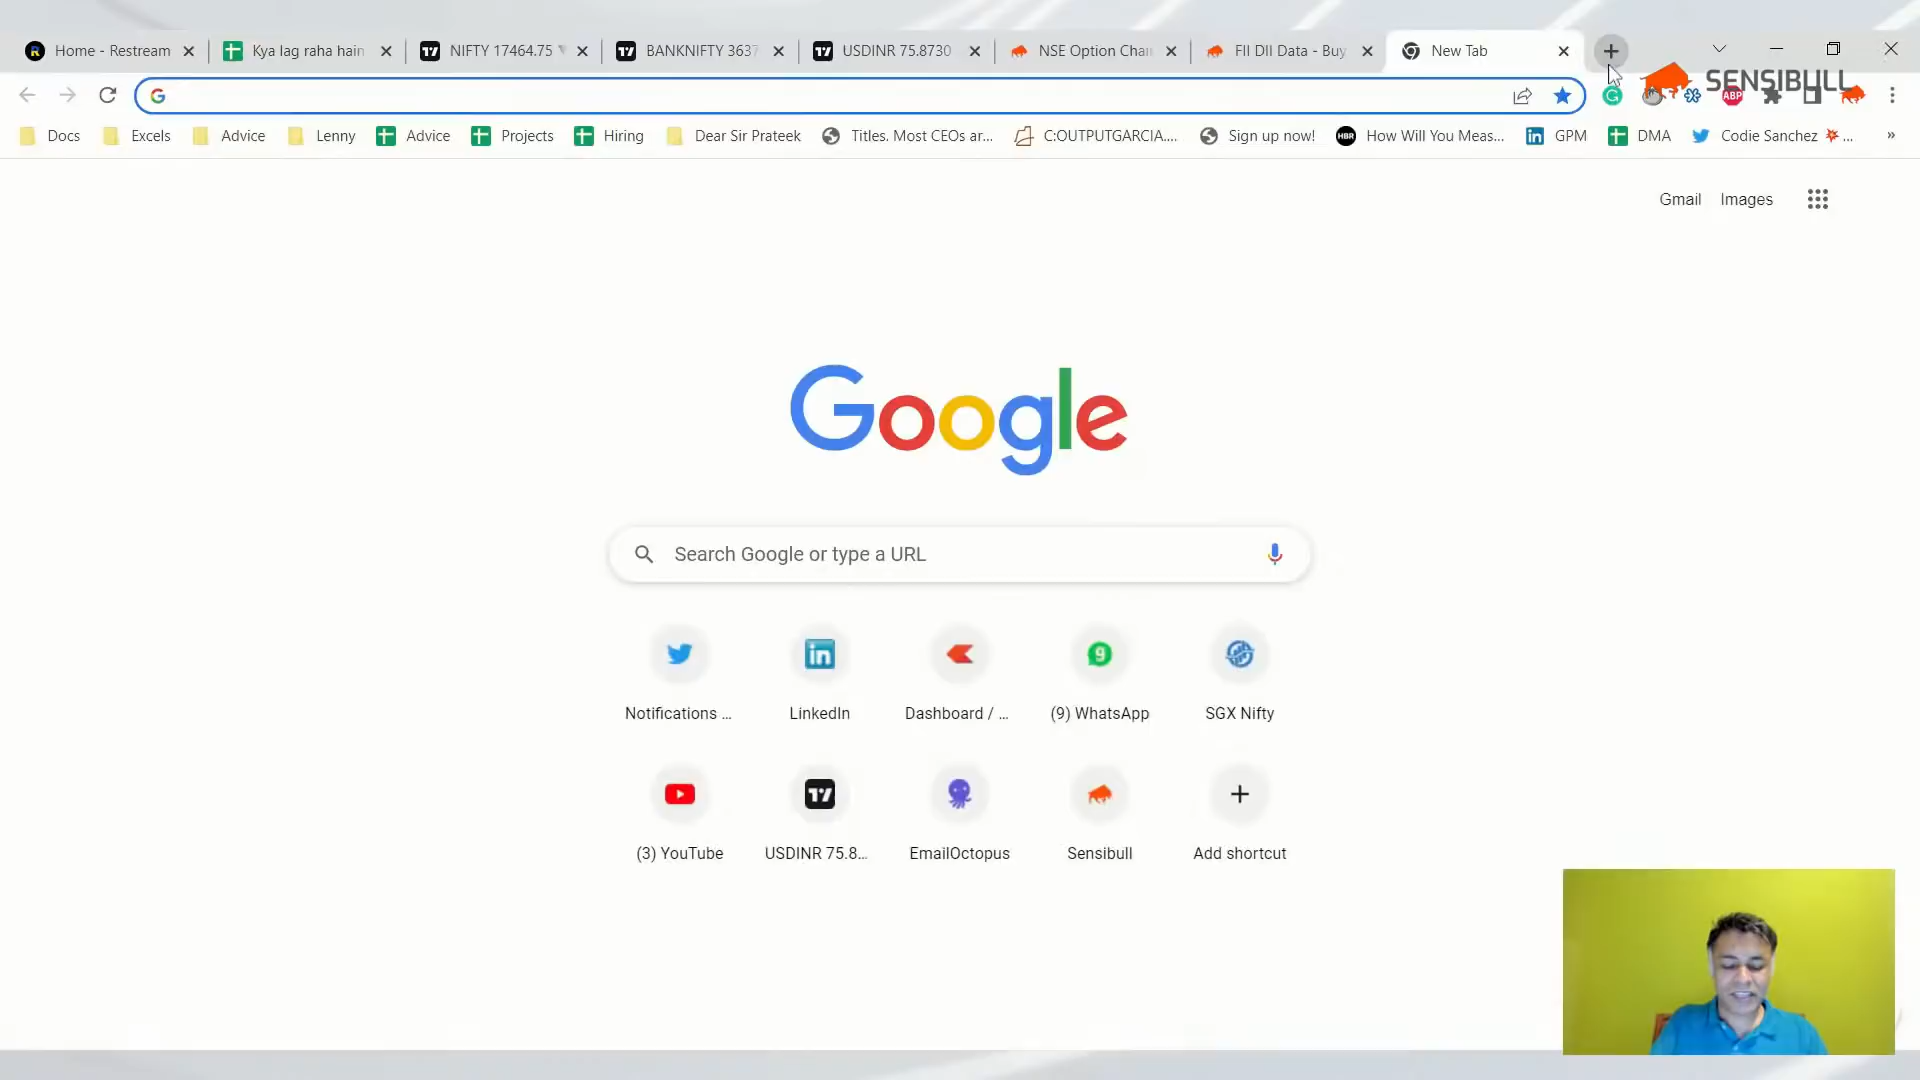 Home - Restream
Kya lag raha hain
NIFTY 17464.75
BANKNIFTY 3637
USDINR 75.8730
NSE Option Chai
FII DII Data - Buy
New Tab
SENSIBULL
ABP
Docs
Excels
Advice
Lenny
Advice
Projects
Hiring
Dear Sir Prateek
Titles. Most CEOs ar...
C:OUTPUTGARCIA....
Sign up now!
HBR
How Will You Meas...
GPM
DMA
Codie Sanchez
...
»
Gmail
Images
Google
Search Google or type a URL
Notifications ...
LinkedIn
Dashboard / ...
(9) WhatsApp
SGX Nifty
(3) YouTube
USDINR 75.8...
EmailOctopus
Sensibull
Add shortcut